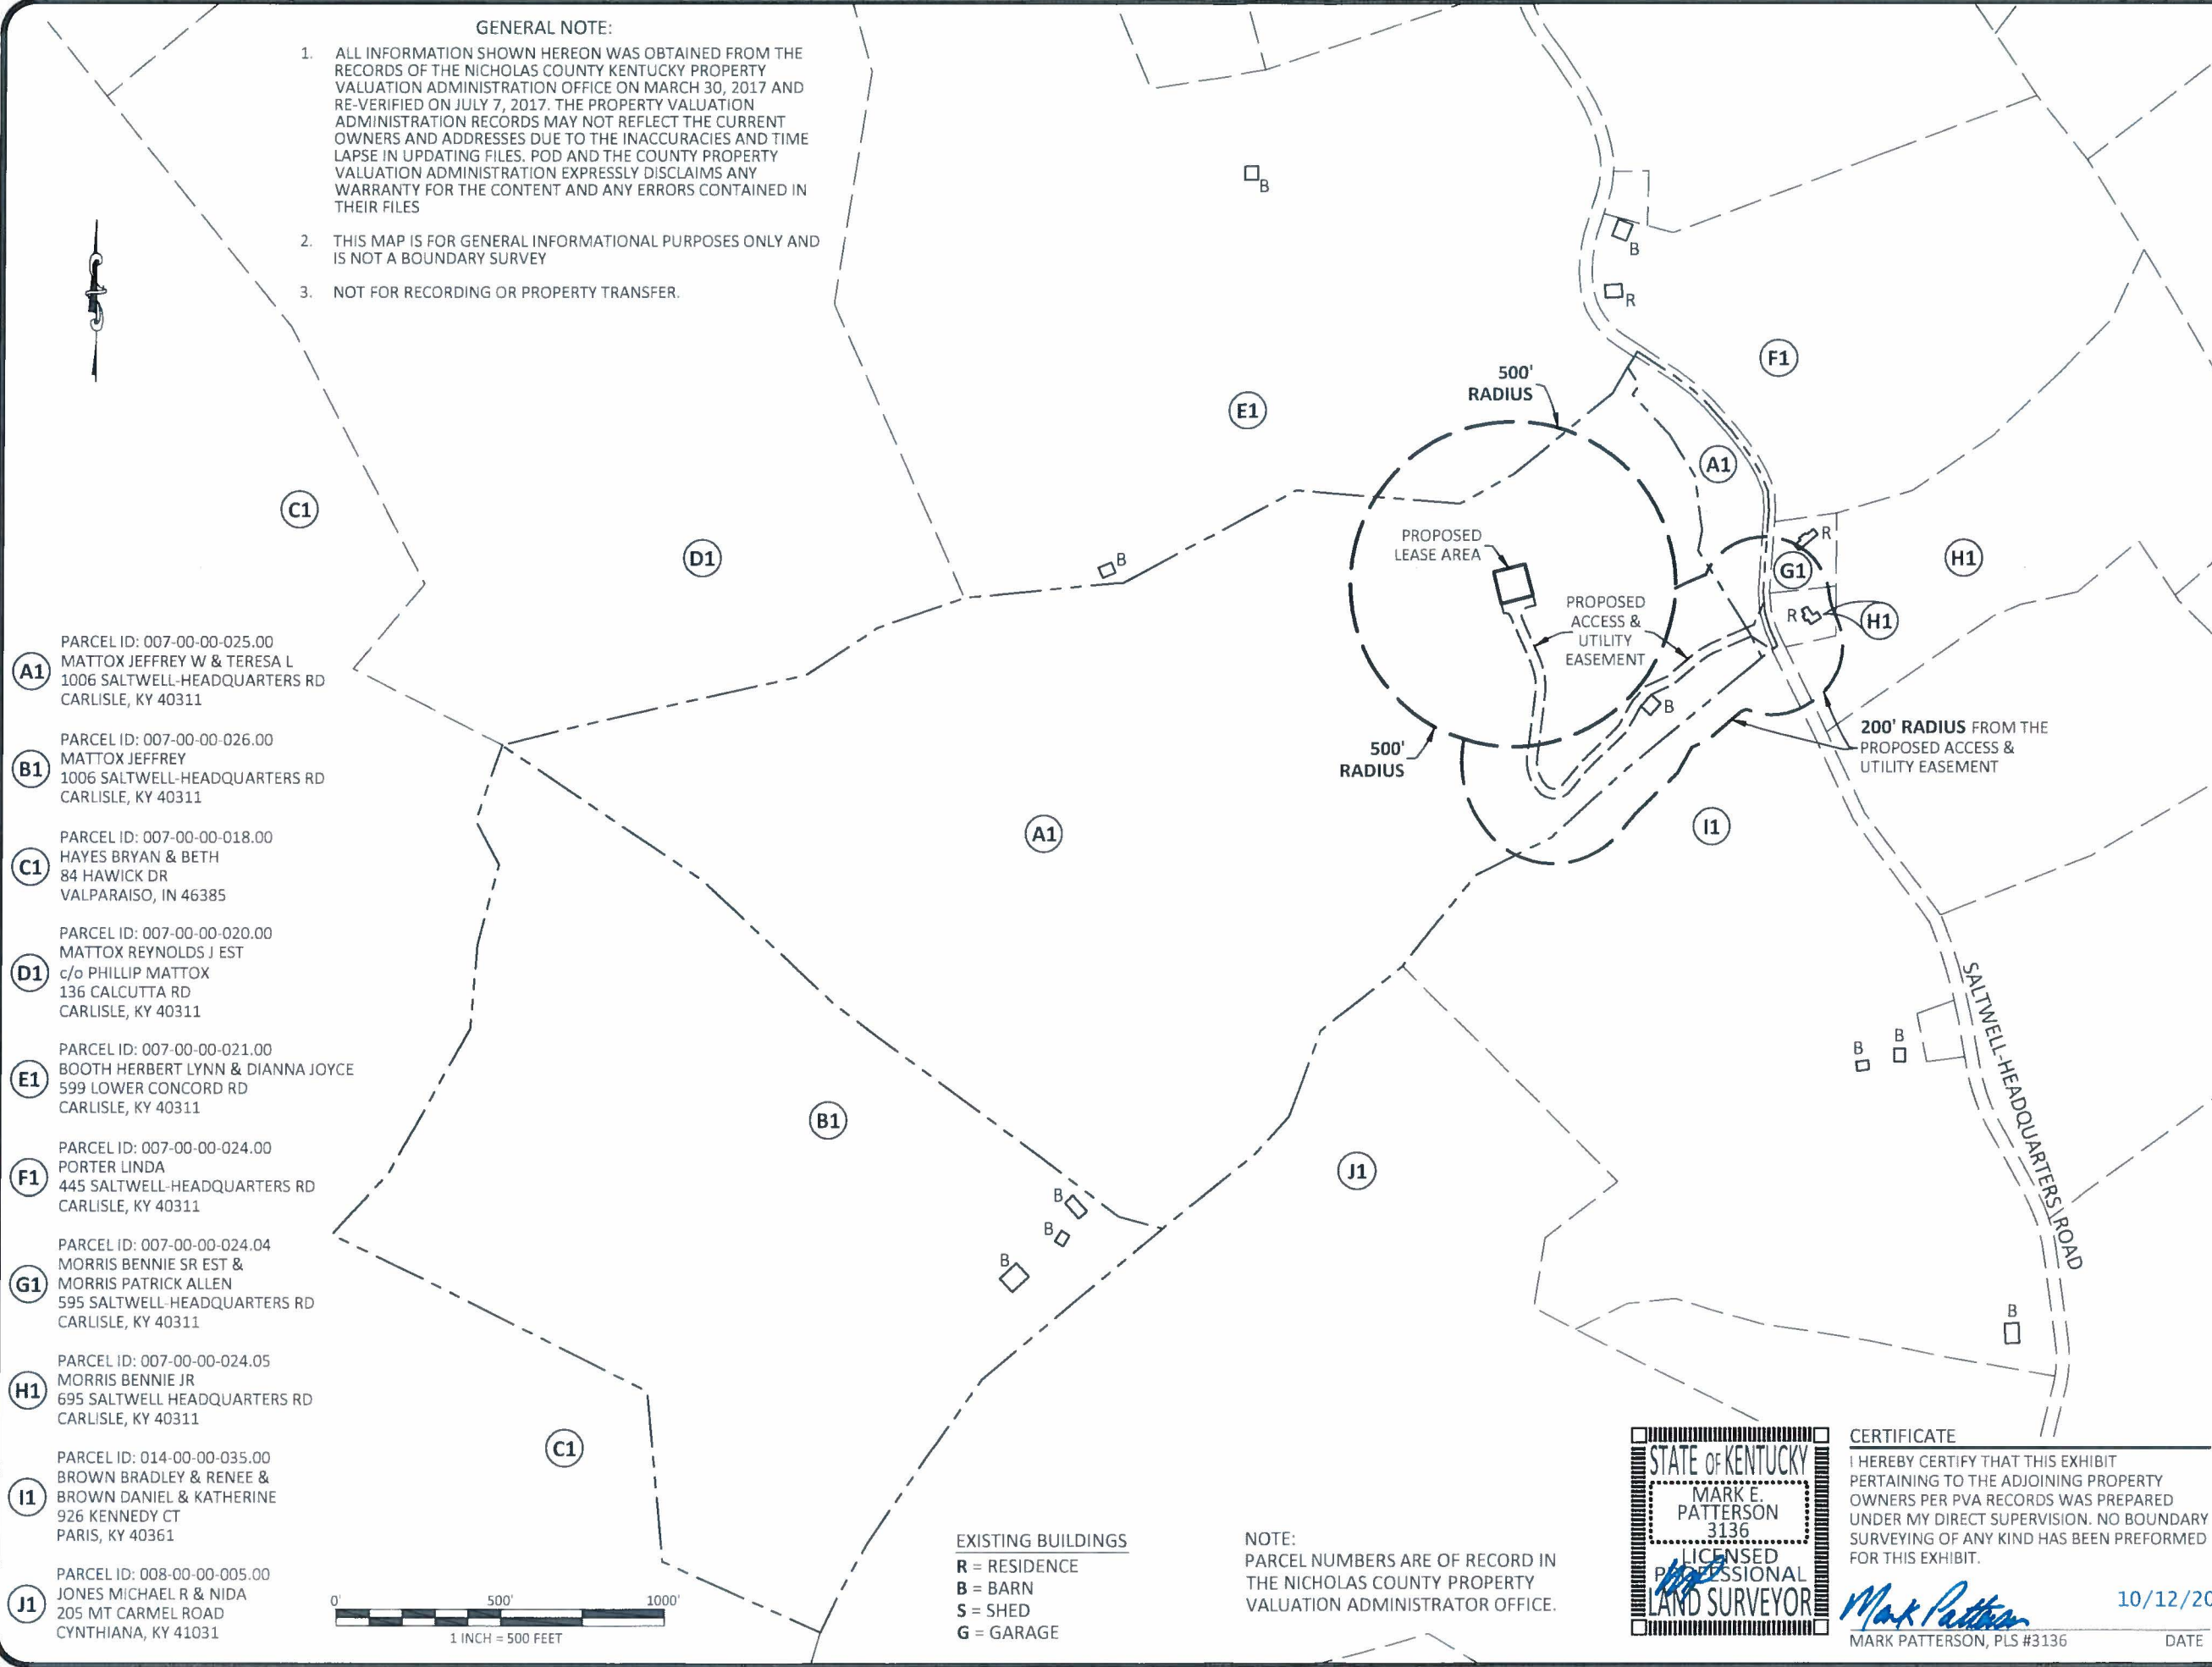 GENERAL NOTE:
1. ALL INFORMATION SHOWN HEREON WAS OBTAINED FROM THE
RECORDS OF THE NICHOLAS COUNTY KENTUCKY PROPERTY
VALUATION ADMINISTRATION OFFICE ON MARCH 30, 2017 AND
RE-VERIFIED ON JULY 7, 2017. THE PROPERTY VALUATION
ADMINISTRATION RECORDS MAY NOT REFLECT THE CURRENT
OWNERS AND ADDRESSES DUE TO THE INACCURACIES AND TIME
LAPSE IN UPDATING FILES. POD AND THE COUNTY PROPERTY
VALUATION ADMINISTRATION EXPRESSLY DISCLAIMS ANY
WARRANTY FOR THE CONTENT AND ANY ERRORS CONTAINED IN
THEIR FILES
2. THIS MAP IS FOR GENERAL INFORMATIONAL PURPOSES ONLY AND
IS NOT A BOUNDARY SURVEY
3. NOT FOR RECORDING OR PROPERTY TRANSFER.
B
B
R
F1
500'
RADIUS
E1
A1
C1
D1
B
PROPOSED
LEASE AREA
R
G1
H1
PROPOSED
ACCESS &
UTILITY
EASEMENT
R
H1
B
500'
RADIUS
200' RADIUS FROM THE
PROPOSED ACCESS &
UTILITY EASEMENT
A1
I1
SALTWELL-HEADQUARTERS ROAD
B
B
B1
J1
B
B
B
B
C1
A1
PARCEL ID: 007-00-00-025.00
MATTOX JEFFREY W & TERESA L
1006 SALTWELL-HEADQUARTERS RD
CARLISLE, KY 40311
B1
PARCEL ID: 007-00-00-026.00
MATTOX JEFFREY
1006 SALTWELL-HEADQUARTERS RD
CARLISLE, KY 40311
C1
PARCEL ID: 007-00-00-018.00
HAYES BRYAN & BETH
84 HAWICK DR
VALPARAISO, IN 46385
D1
PARCEL ID: 007-00-00-020.00
MATTOX REYNOLDS J EST
c/o PHILLIP MATTOX
136 CALCUTTA RD
CARLISLE, KY 40311
E1
PARCEL ID: 007-00-00-021.00
BOOTH HERBERT LYNN & DIANNA JOYCE
599 LOWER CONCORD RD
CARLISLE, KY 40311
F1
PARCEL ID: 007-00-00-024.00
PORTER LINDA
445 SALTWELL-HEADQUARTERS RD
CARLISLE, KY 40311
G1
PARCEL ID: 007-00-00-024.04
MORRIS BENNIE SR EST &
MORRIS PATRICK ALLEN
595 SALTWELL-HEADQUARTERS RD
CARLISLE, KY 40311
H1
PARCEL ID: 007-00-00-024.05
MORRIS BENNIE JR
695 SALTWELL HEADQUARTERS RD
CARLISLE, KY 40311
I1
PARCEL ID: 014-00-00-035.00
BROWN BRADLEY & RENEE &
BROWN DANIEL & KATHERINE
926 KENNEDY CT
PARIS, KY 40361
J1
PARCEL ID: 008-00-00-005.00
JONES MICHAEL R & NIDA
205 MT CARMEL ROAD
CYNTHIANA, KY 41031
0' 500' 1000'
1 INCH = 500 FEET
EXISTING BUILDINGS
R = RESIDENCE
B = BARN
S = SHED
G = GARAGE
NOTE:
PARCEL NUMBERS ARE OF RECORD IN
THE NICHOLAS COUNTY PROPERTY
VALUATION ADMINISTRATOR OFFICE.
STATE OF KENTUCKY
MARK E.
PATTERSON
3136
LICENSED
PROFESSIONAL
LAND SURVEYOR
CERTIFICATE
I HEREBY CERTIFY THAT THIS EXHIBIT
PERTAINING TO THE ADJOINING PROPERTY
OWNERS PER PVA RECORDS WAS PREPARED
UNDER MY DIRECT SUPERVISION. NO BOUNDARY
SURVEYING OF ANY KIND HAS BEEN PREFORMED
FOR THIS EXHIBIT.
Mark Patterson 10/12/20
MARK PATTERSON, PLS #3136 DATE